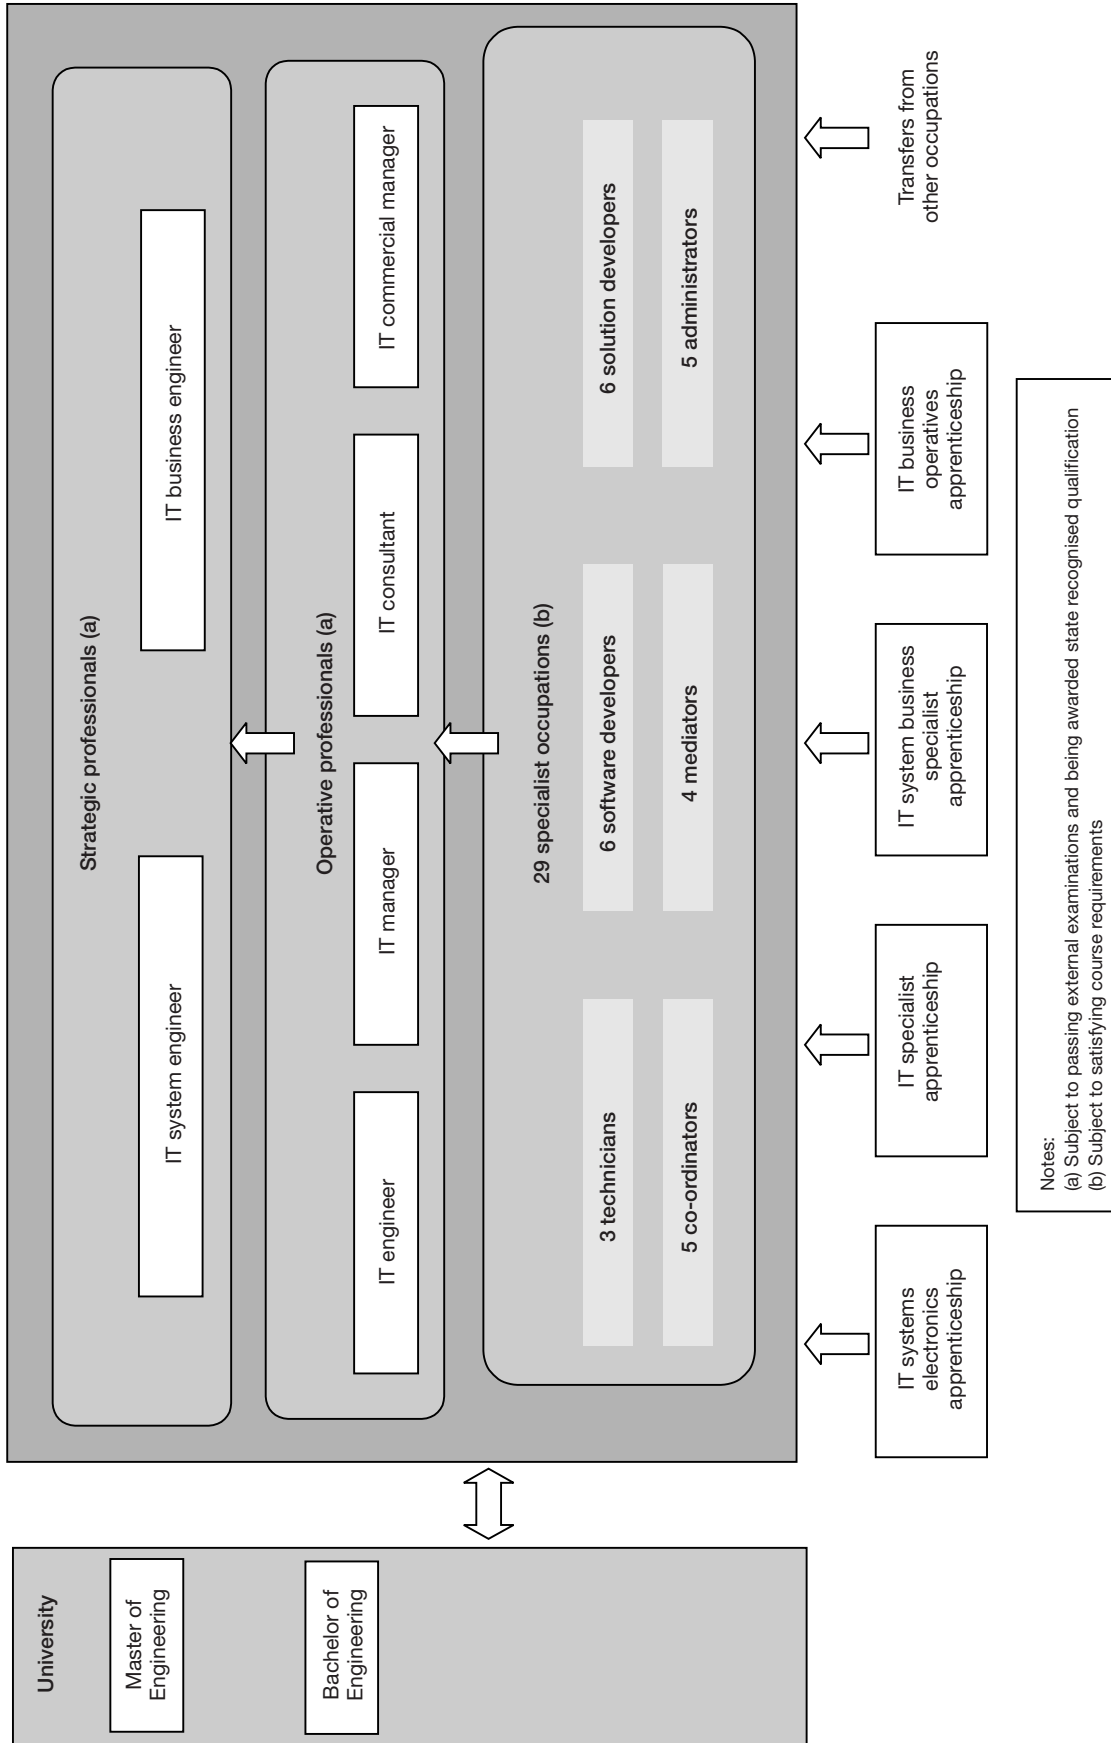 University
Master of
Engineering
Bachelor of
Engineering
Strategic professionals (a)
IT system engineer
IT business engineer
Operative professionals (a)
IT engineer
IT manager
IT consultant
IT commercial manager
29 specialist occupations (b)
3 technicians
6 software developers
6 solution developers
5 co-ordinators
4 mediators
5 administrators
IT systems
electronics
apprenticeship
IT specialist
apprenticeship
IT system business
specialist
apprenticeship
IT business
operatives
apprenticeship
Transfers from
other occupations
Notes:
(a) Subject to passing external examinations and being awarded state recognised qualification
(b) Subject to satisfying course requirements